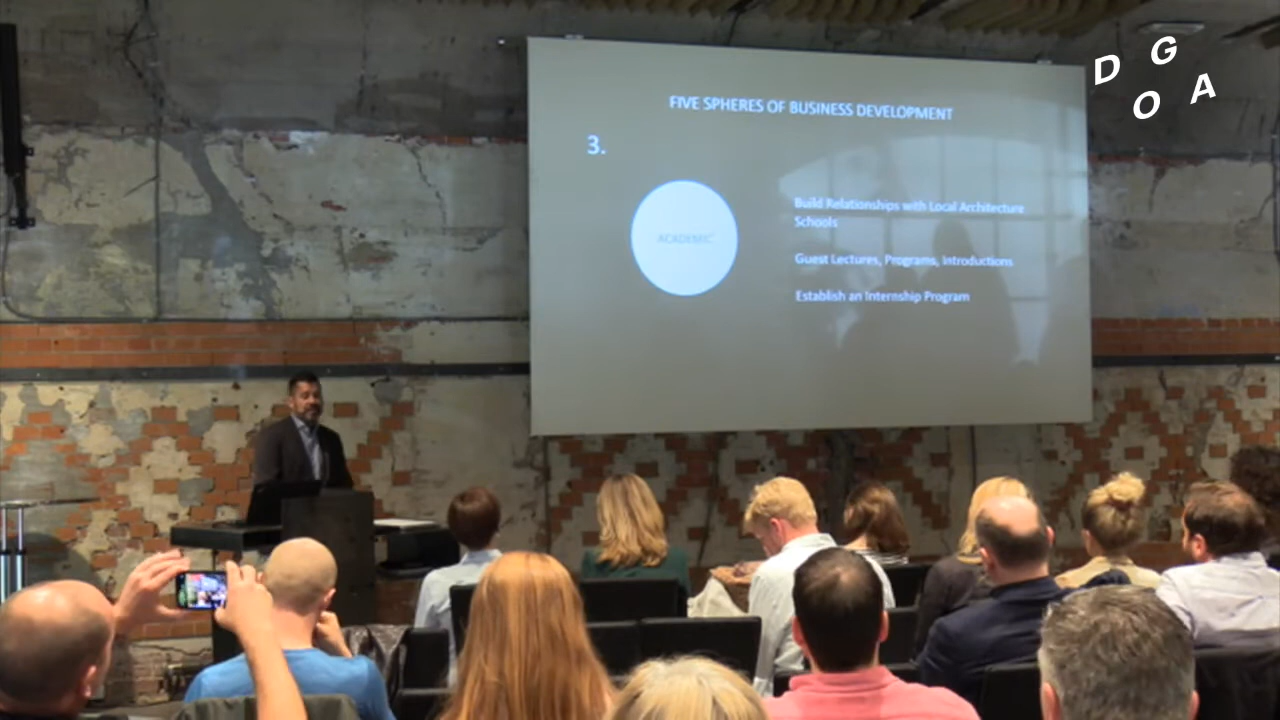 D G
O A
FIVE SPHERES OF BUSINESS DEVELOPMENT
3.
ACADEMIC
Build Relationships with Local Architecture
Schools
Guest Lectures, Programs, Introductions
Establish an Internship Program